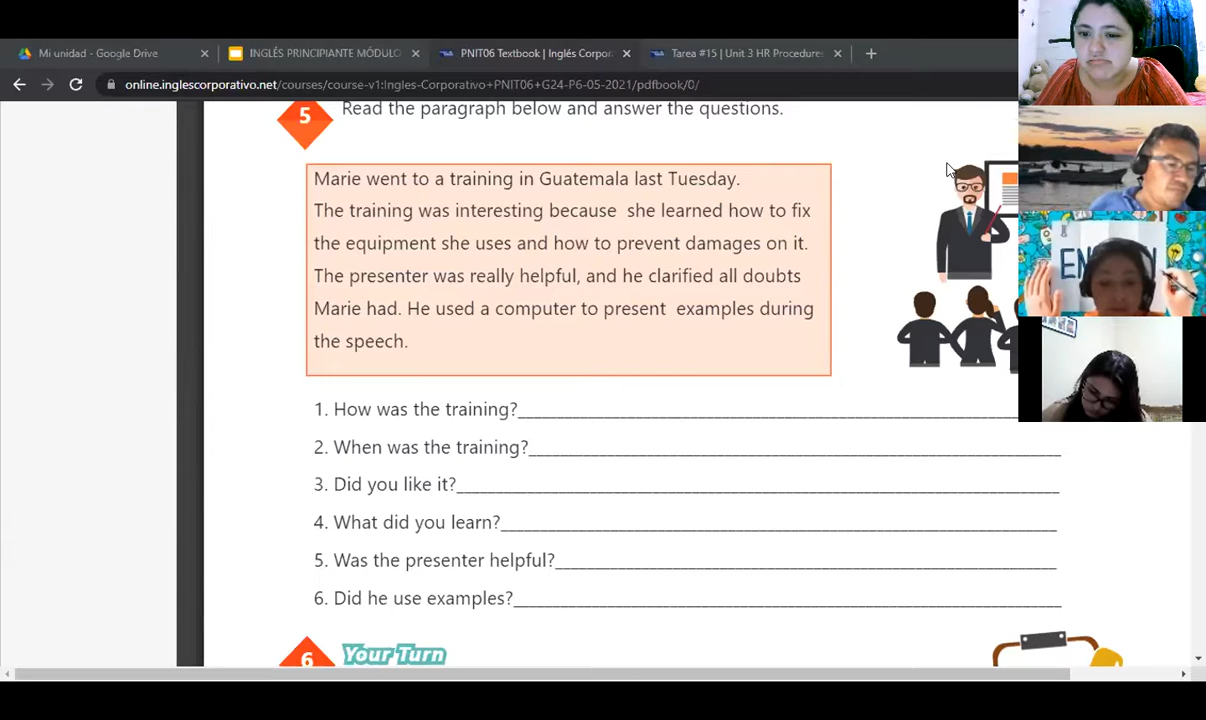 Mi unidad - Google Drive
INGLÉS PRINCIPIANTE MÓDULO
PNIT06 Textbook | Inglés Corpor
Tarea #15 | Unit 3 HR Procedures
online.inglescorporativo.net/courses/course-v1:Ingles-Corporativo+PNIT06+G24-P6-05-2021/pdfbook/0/
5
Read the paragraph below and answer the questions.
Marie went to a training in Guatemala last Tuesday.
The training was interesting because she learned how to fix
the equipment she uses and how to prevent damages on it.
The presenter was really helpful, and he clarified all doubts
Marie had. He used a computer to present examples during
the speech.
1. How was the training?
2. When was the training?
3. Did you like it?
4. What did you learn?
5. Was the presenter helpful?
6. Did he use examples?
6
Your Turn